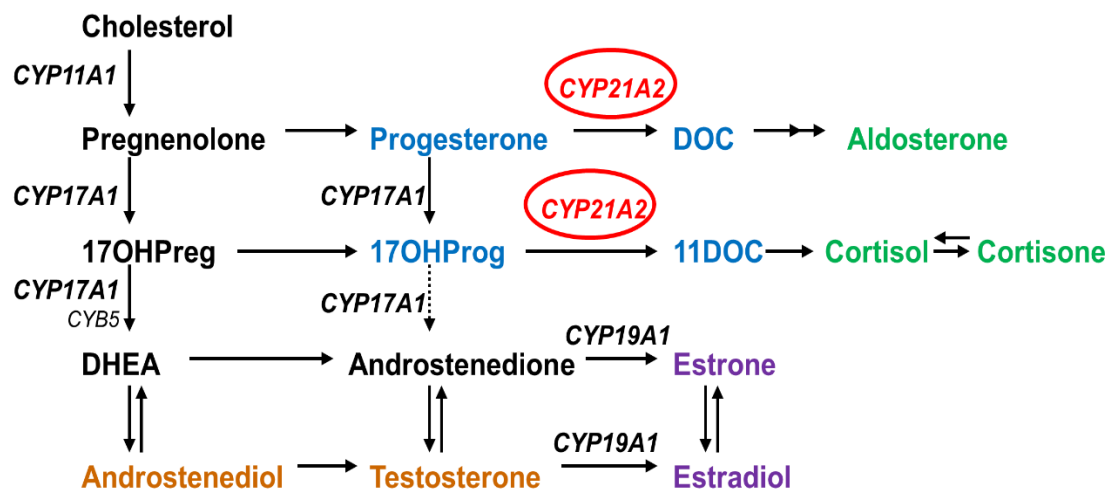 Cholesterol
CYP11A1
CYP21A2
Pregnenolone
Progesterone
DOC
Aldosterone
CYP17A1
CYP17A1
CYP21A2
17OHPreg
17OHProg
11DOC
Cortisol
Cortisone
CYP17A1
CYB5
CYP17A1
CYP19A1
DHEA
Androstenedione
Estrone
CYP19A1
Androstenediol
Testosterone
Estradiol